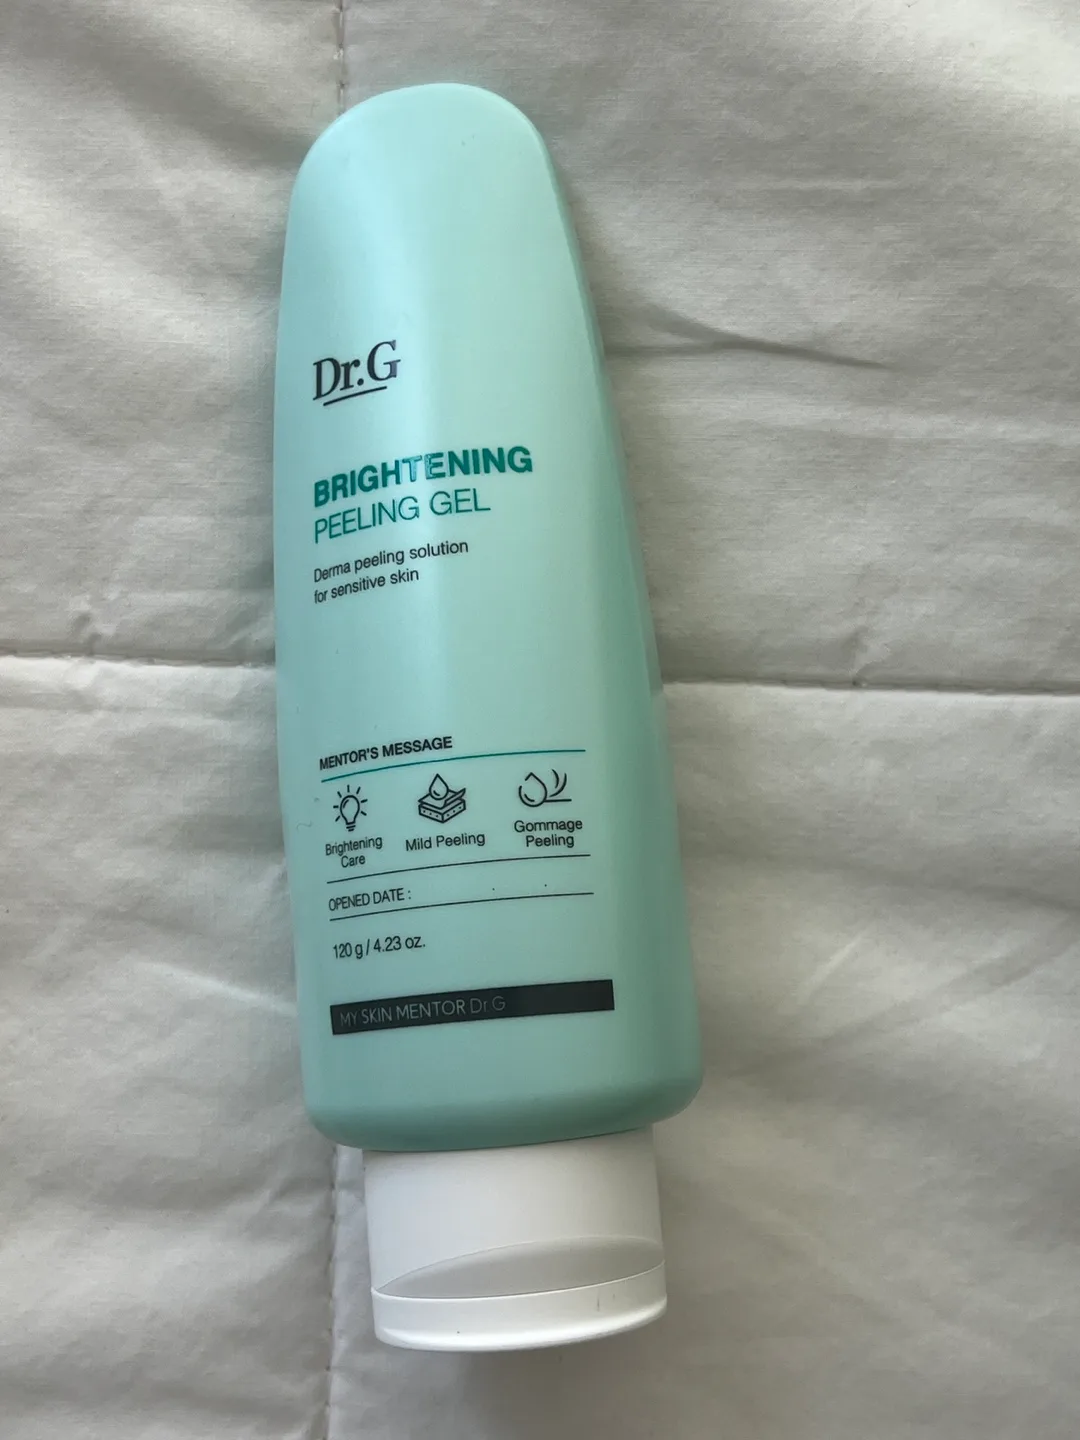 Dr.G
BRIGHTENING
PEELING GEL
Derma peeling solution
for sensitive skin
MENTOR'S MESSAGE
Brightening
Care
Mild Peeling
Gommage
Peeling
OPENED DATE : . .
120 g / 4.23 oz.
MY SKIN MENTOR Dr.G